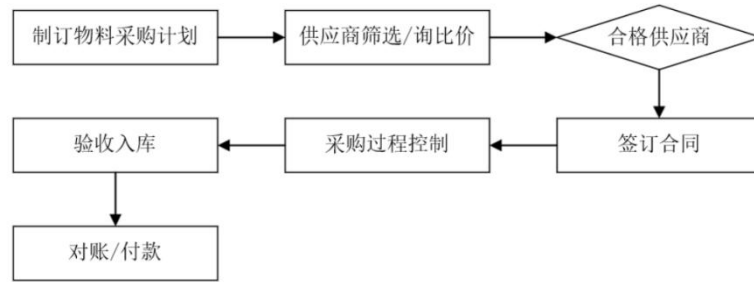 制订物料采购计划
供应商筛选/询比价
合格供应商
签订合同
采购过程控制
验收入库
对账/付款